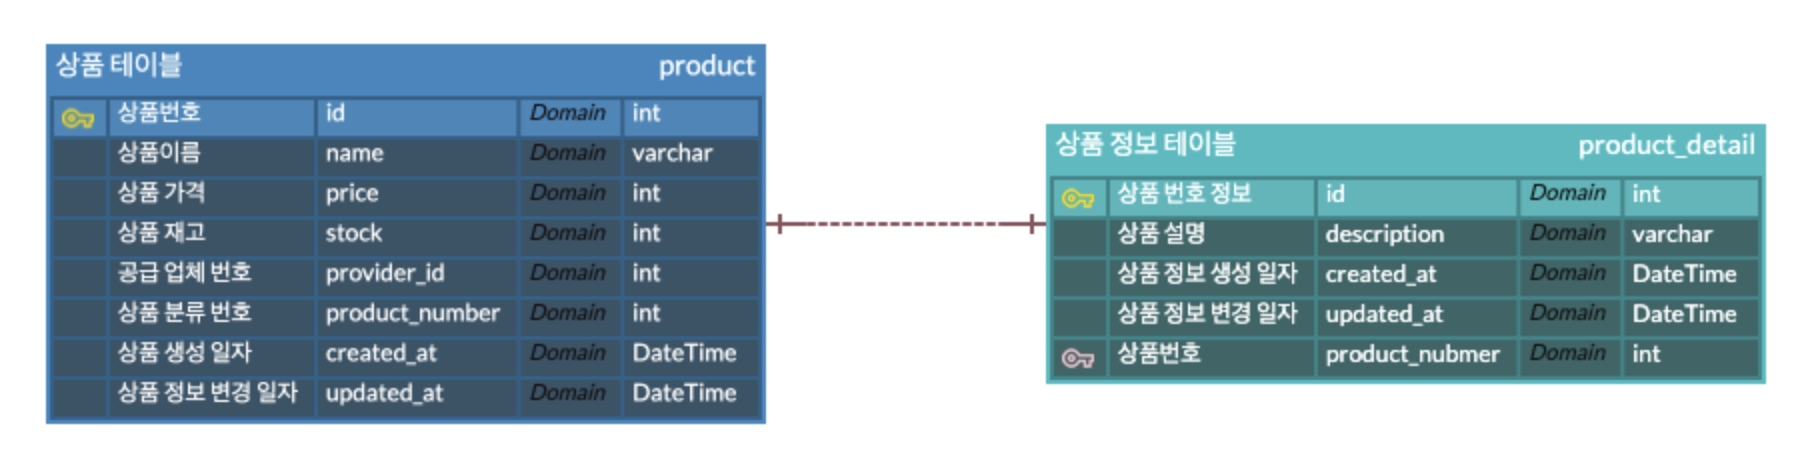 상품 테이블 product
상품번호 id Domain int
상품이름 name Domain varchar
상품 가격 price Domain int
상품 재고 stock Domain int
공급 업체 번호 provider_id Domain int
상품 분류 번호 product_number Domain int
상품 생성 일자 created_at Domain DateTime
상품 정보 변경 일자 updated_at Domain DateTime
상품 정보 테이블 product_detail
상품 번호 정보 id Domain int
상품 설명 description Domain varchar
상품 정보 생성 일자 created_at Domain DateTime
상품 정보 변경 일자 updated_at Domain DateTime
상품번호 product_nubmer Domain int